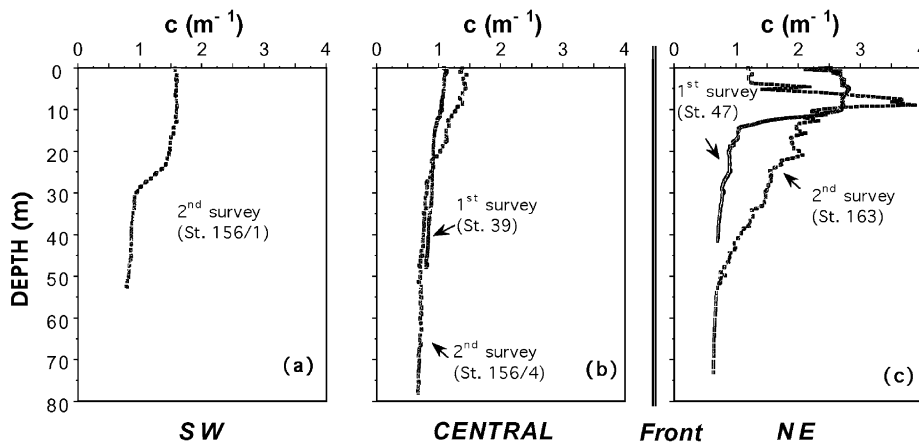 c (m⁻¹) c (m⁻¹) c (m⁻¹)
0 1 2 3 4 0 1 2 3 4 0 1 2 3 4
DEPTH (m)
0
10
20
30
40
50
60
70
80
2nd survey
(St. 156/1)
(a)
1st survey
(St. 39)
2nd survey
(St. 156/4)
(b)
1st survey
(St. 47)
2nd survey
(St. 163)
(c)
SW CENTRAL Front NE